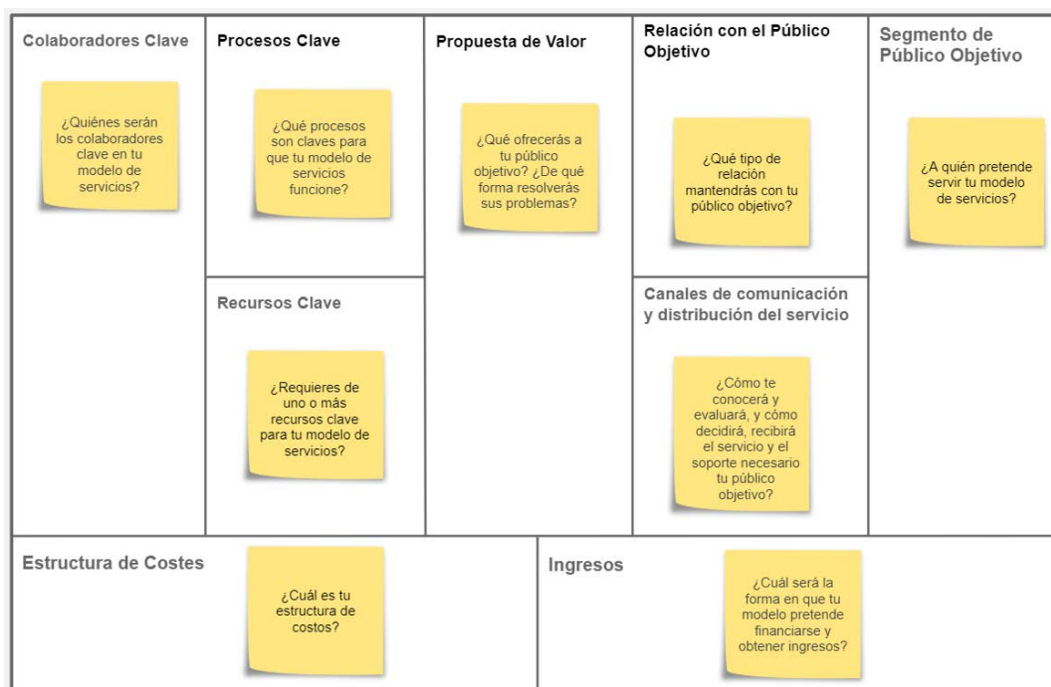 Colaboradores Clave
¿Quiénes serán
los colaboradores
clave en tu
modelo de
servicios?
Procesos Clave
¿Qué procesos
son claves para
que tu modelo de
servicios
funcione?
Recursos Clave
¿Requieres de
uno o más
recursos clave
para tu modelo de
servicios?
Propuesta de Valor
¿Qué ofrecerás a
tu público
objetivo? ¿De qué
forma resolverás
sus problemas?
Relación con el Público
Objetivo
¿Qué tipo de
relación
mantendrás con tu
público objetivo?
Canales de comunicación
y distribución del servicio
¿Cómo te
conocerá y
evaluará, y cómo
decidirá, recibirá
el servicio y el
soporte necesario
tu público
objetivo?
Segmento de
Público Objetivo
¿A quién pretende
servir tu modelo
de servicios?
Estructura de Costes
¿Cuál es tu
estructura de
costos?
Ingresos
¿Cuál será la
forma en que tu
modelo pretende
financiarse y
obtener ingresos?